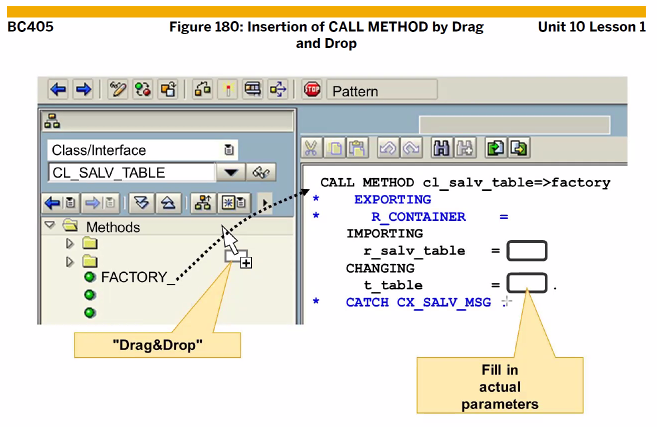 BC405
Figure 180: Insertion of CALL METHOD by Drag
and Drop
Unit 10 Lesson 1
STOP
Pattern
Class/Interface
CL_SALV_TABLE
Methods
FACTORY_
"Drag&Drop"
CALL METHOD cl_salv_table=>factory
* EXPORTING
* R_CONTAINER =
IMPORTING
r_salv_table =
CHANGING
t_table = .
* CATCH CX_SALV_MSG .
Fill in
actual
parameters